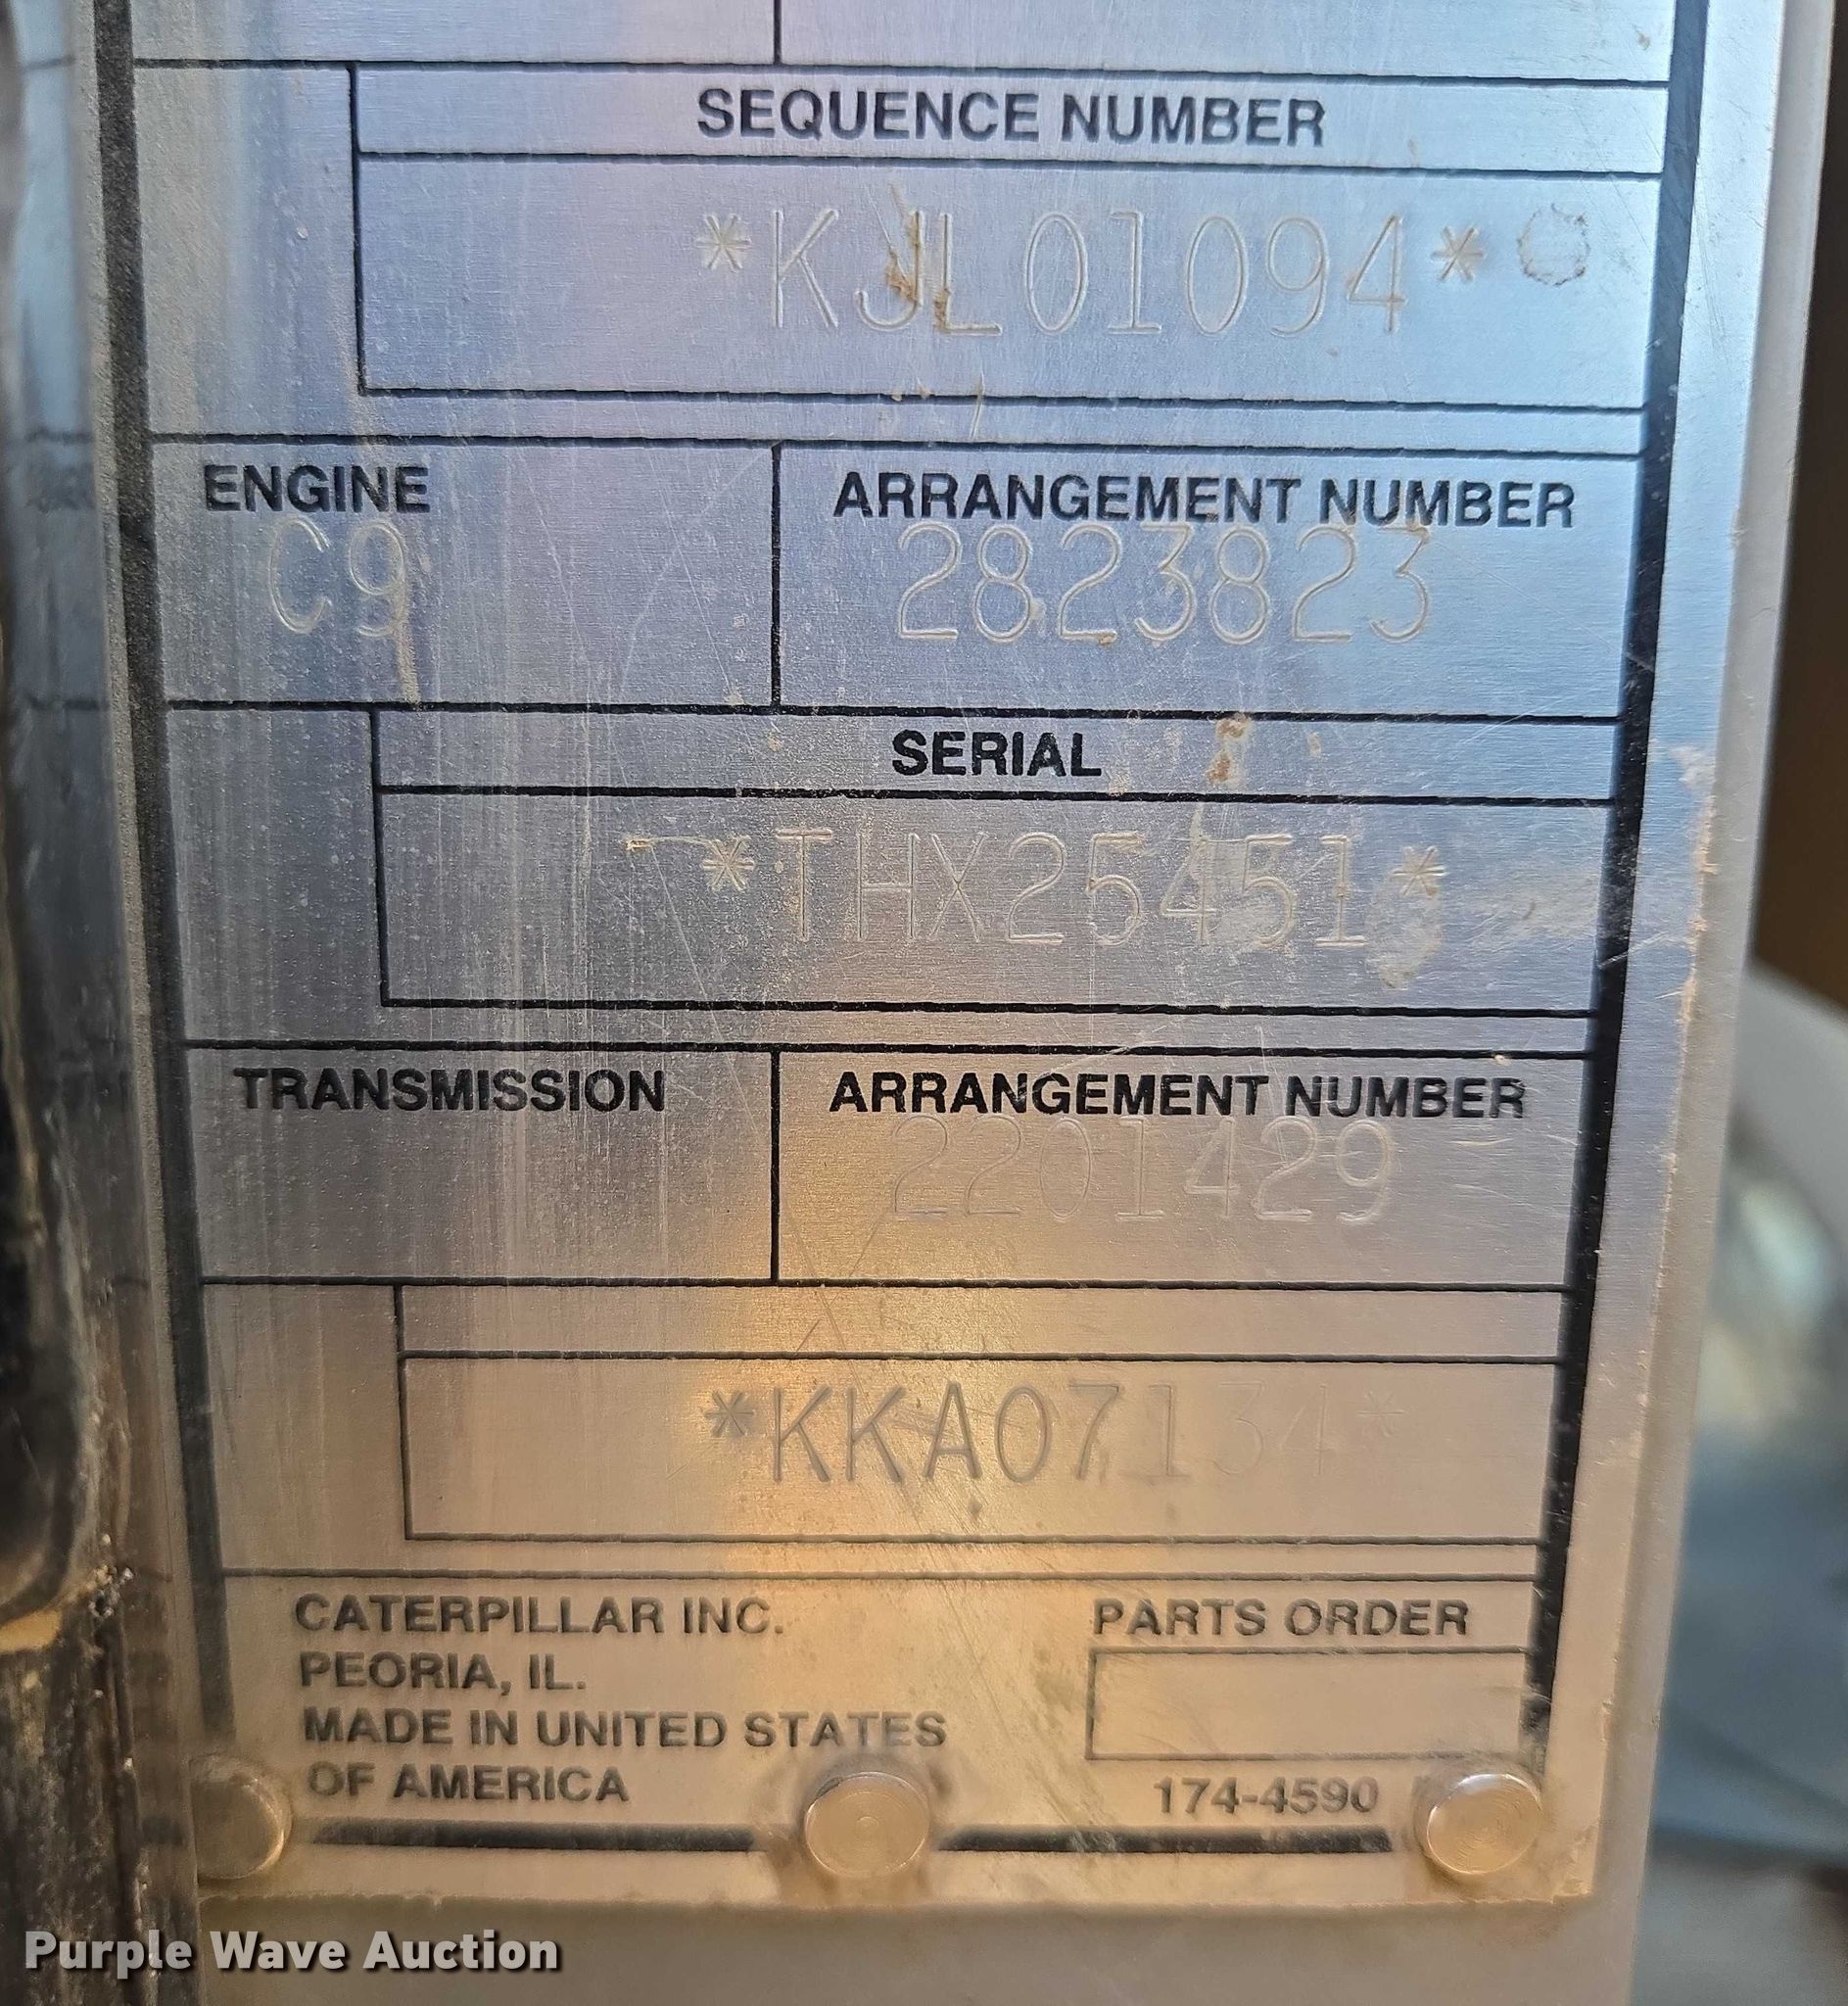 SEQUENCE NUMBER
*KJL01094*
ENGINE
ARRANGEMENT NUMBER
C9
2823823
SERIAL
*THX25451*
TRANSMISSION
ARRANGEMENT NUMBER
2201429
*KKA07134*
CATERPILLAR INC.
PEORIA, IL.
MADE IN UNITED STATES
OF AMERICA
PARTS ORDER
174-4590
Purple Wave Auction